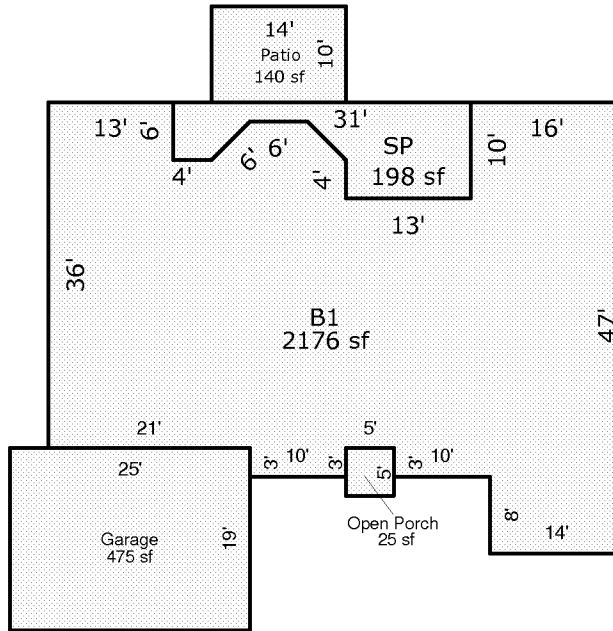 14'
Patio
140 sf
10'
13'
6'
31'
16'
SP
198 sf
10'
4'
6'
6'
4'
13'
36'
B1
2176 sf
47'
21'
5'
25'
3'
10'
3'
5'
3'
10'
Open Porch
25 sf
8'
14'
Garage
475 sf
19'